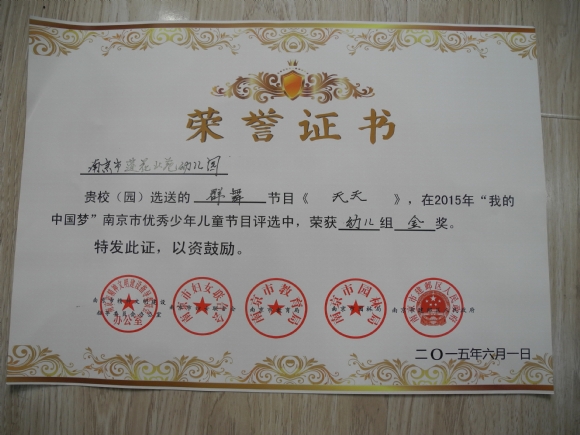 荣誉证书
南京市莲花北苑幼儿园
贵校（园）选送的 群舞 节目《 天天 》，在2015年“我的
中国梦”南京市优秀少年儿童节目评选中，荣获 幼儿 组 金 奖。
特发此证，以资鼓励。
办公室
南京市妇女联合会
南京市教育局
南京市园林局
二〇一五年六月一日